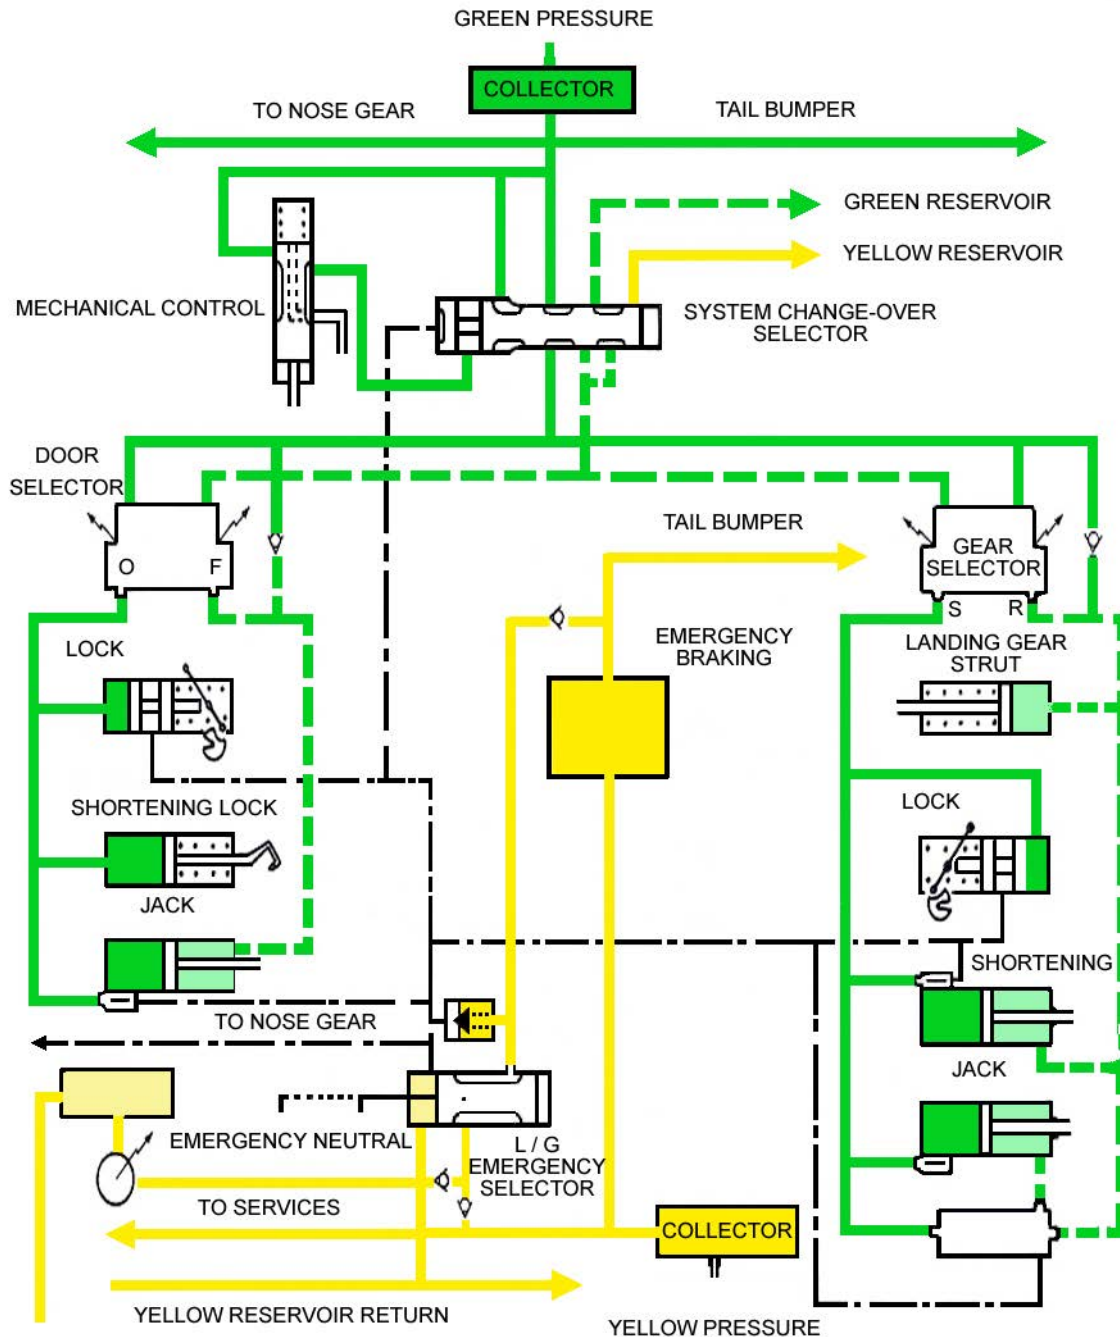 GREEN PRESSURE
COLLECTOR
TO NOSE GEAR
TAIL BUMPER
GREEN RESERVOIR
YELLOW RESERVOIR
MECHANICAL CONTROL
SYSTEM CHANGE-OVER
SELECTOR
DOOR
SELECTOR
O
F
TAIL BUMPER
GEAR
SELECTOR
S
R
LOCK
EMERGENCY
BRAKING
LANDING GEAR
STRUT
SHORTENING LOCK
LOCK
JACK
SHORTENING
TO NOSE GEAR
JACK
EMERGENCY NEUTRAL
L / G
EMERGENCY
SELECTOR
TO SERVICES
COLLECTOR
YELLOW RESERVOIR RETURN
YELLOW PRESSURE